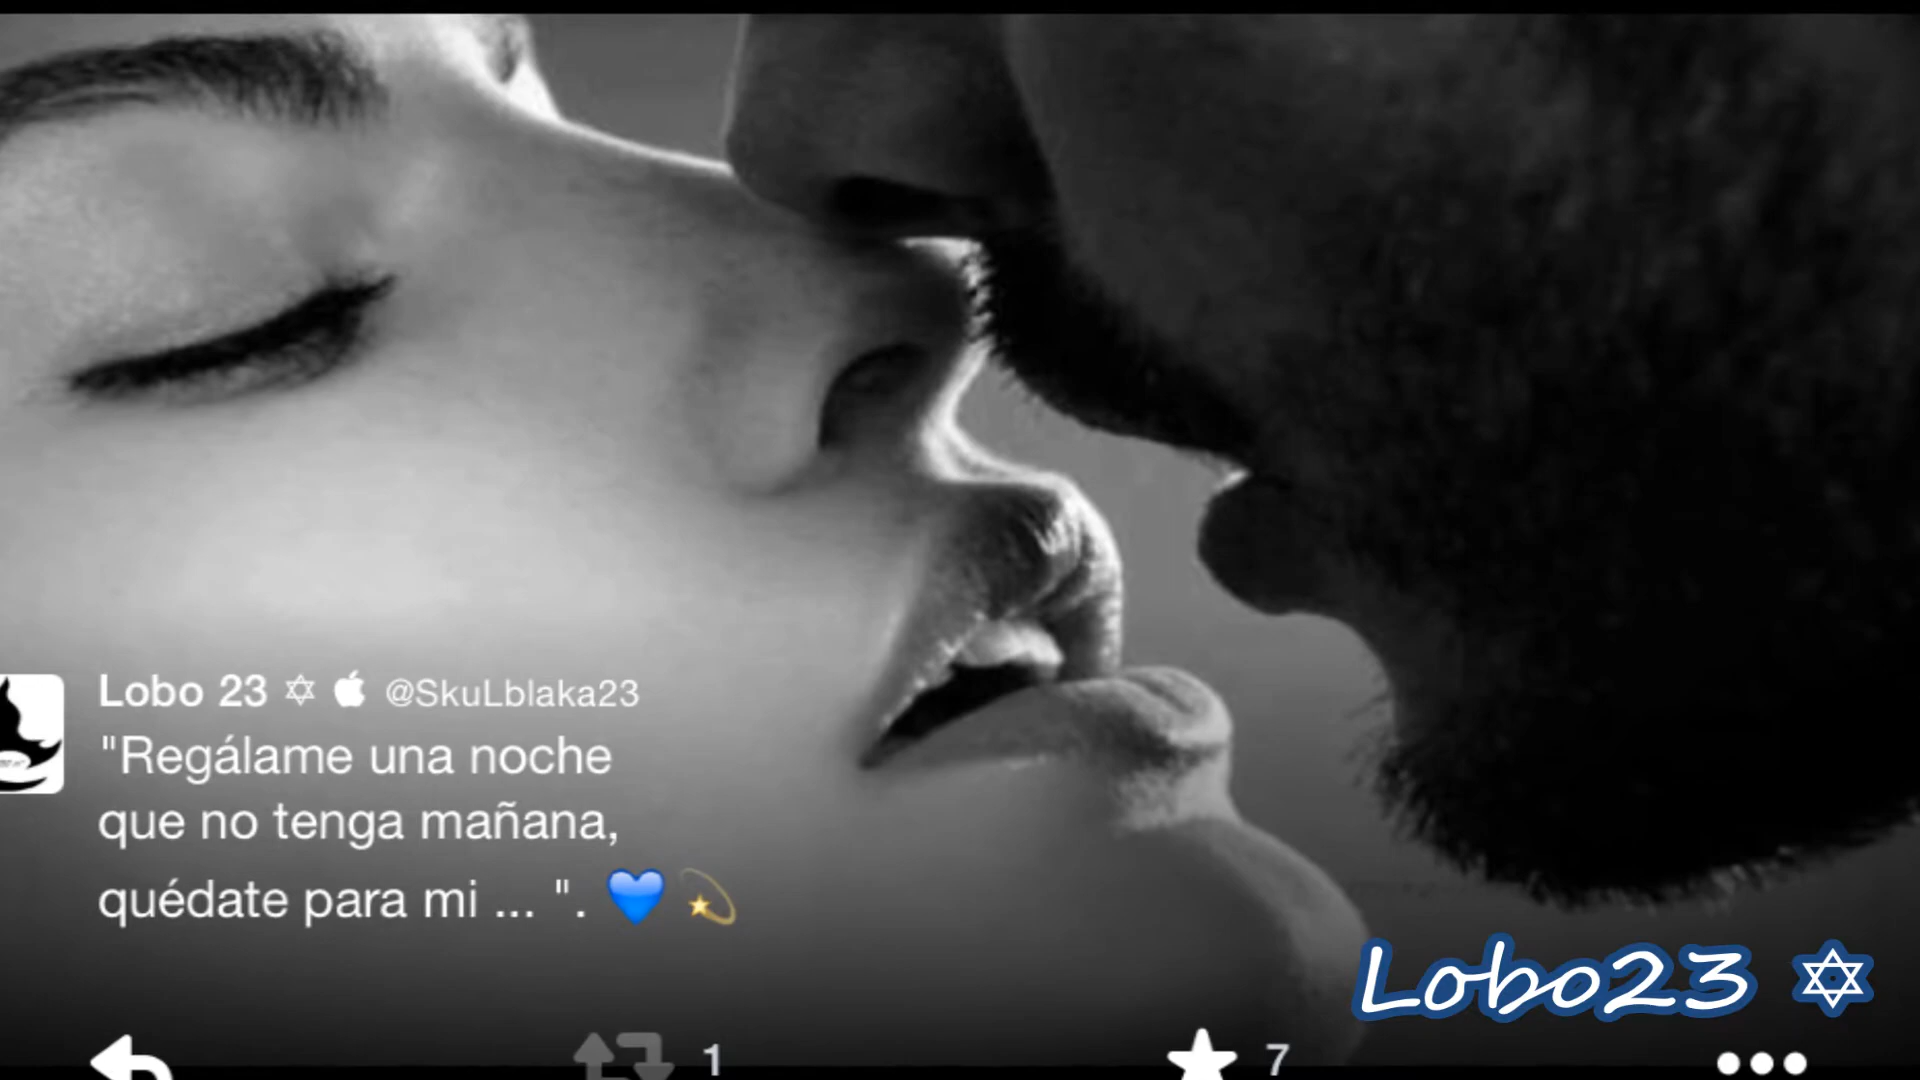 Lobo 23 ✡  @SkuLblaka23
"Regálame una noche
que no tenga mañana,
quédate para mi ... ". 💙 💫
Lobo23 ✡
1
7